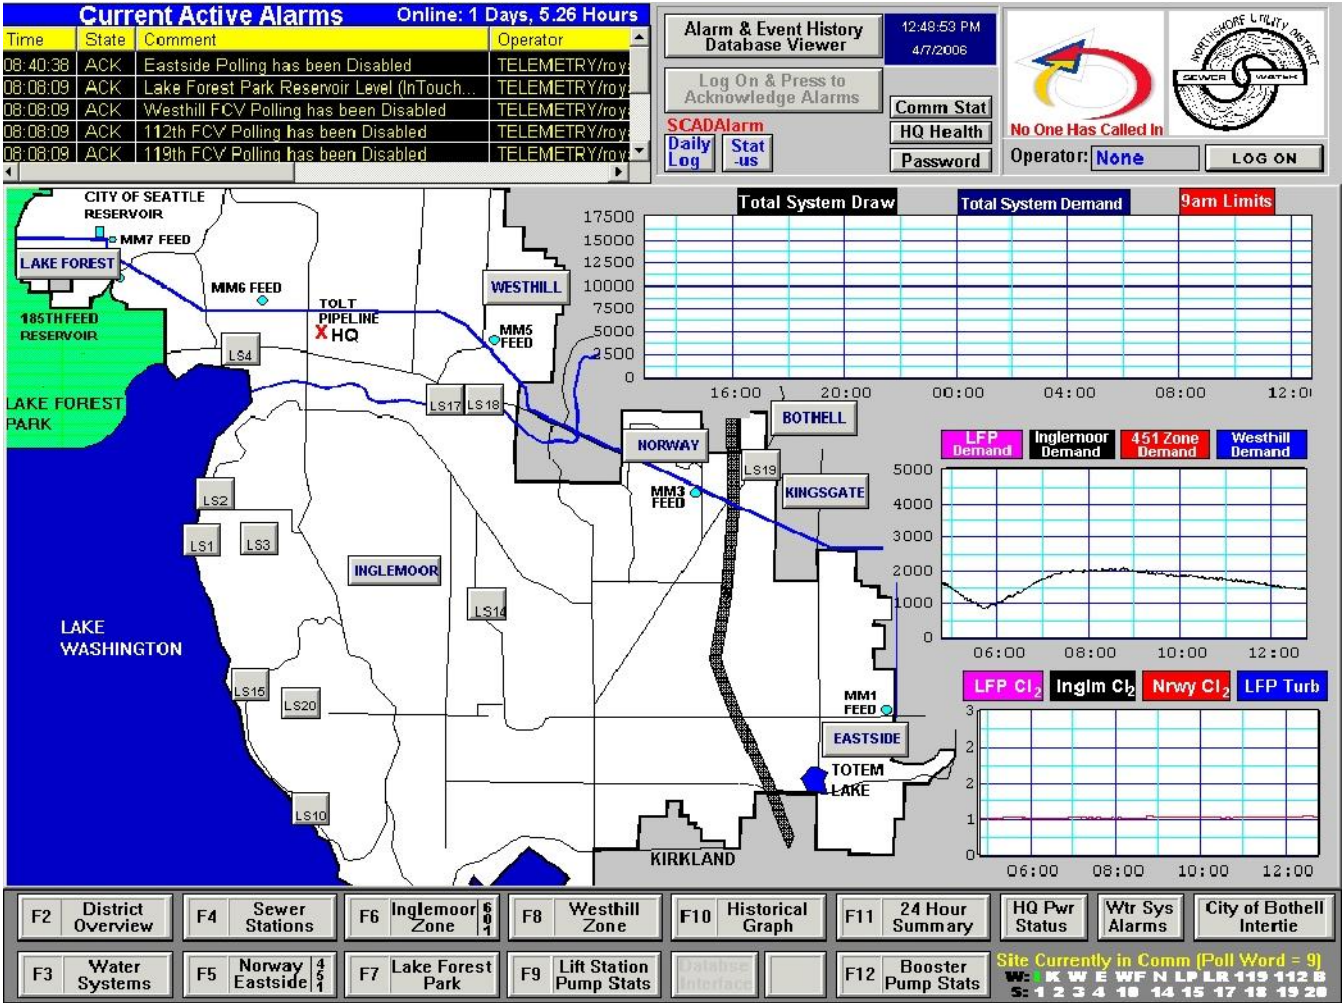 Current Active Alarms Online: 1 Days, 5.26 Hours
Time State Comment Operator
08:40:38 ACK Eastside Polling has been Disabled TELEMETRY/roy
08:08:09 ACK Lake Forest Park Reservoir Level (InTouch... TELEMETRY/roy
08:08:09 ACK Westhill FCV Polling has been Disabled TELEMETRY/roy
08:08:09 ACK 112th FCV Polling has been Disabled TELEMETRY/roy
08:08:09 ACK 119th FCV Polling has been Disabled TELEMETRY/roy
Alarm & Event History
Database Viewer
Log On & Press to
Acknowledge Alarms
SCADAlarm
Daily
Log
Stat
-us
12:48:53 PM
4/7/2006
Comm Stat
HQ Health
Password
No One Has Called In
NORTHSHORE UTILITY DISTRICT
SEWER WATER
Operator: None LOG ON
CITY OF SEATTLE
RESERVOIR
MM7 FEED
LAKE FOREST
MM6 FEED
TOLT
PIPELINE
X HQ
WESTHILL
MM5
FEED
185TH FEED
RESERVOIR
LS4
LAKE FOREST
PARK
LS17 LS18
BOTHELL
NORWAY
LS19
KINGSGATE
MM3
FEED
LS2
LS1
LS3
INGLEMOOR
LS14
LAKE
WASHINGTON
LS15
LS20
MM1
FEED
EASTSIDE
TOTEM
LAKE
LS10
KIRKLAND
Total System Draw Total System Demand 9am Limits
17500
15000
12500
10000
7500
5000
2500
0
16:00 20:00 00:00 04:00 08:00 12:0
LFP
Demand
Inglemoor
Demand
451 Zone
Demand
Westhill
Demand
5000
4000
3000
2000
1000
0
06:00 08:00 10:00 12:00
LFP Cl2 Inglm Cl2 Nrwy Cl2 LFP Turb
3
2
2
1
0
06:00 08:00 10:00 12:00
F2 District
Overview
F4 Sewer
Stations
F6 Inglemoor
Zone 601
F8 Westhill
Zone
F10 Historical
Graph
F11 24 Hour
Summary
HQ Pwr
Status
Wtr Sys
Alarms
City of Bothell
Intertie
F3 Water
Systems
F5 Norway
Eastside 451
F7 Lake Forest
Park
F9 Lift Station
Pump Stats
Databse
Interface
F12 Booster
Pump Stats
Site Currently in Comm (Poll Word = 9)
W: I K W E WF N LP LR 119 112 B
S: 1 2 3 4 10 14 15 17 18 19 20